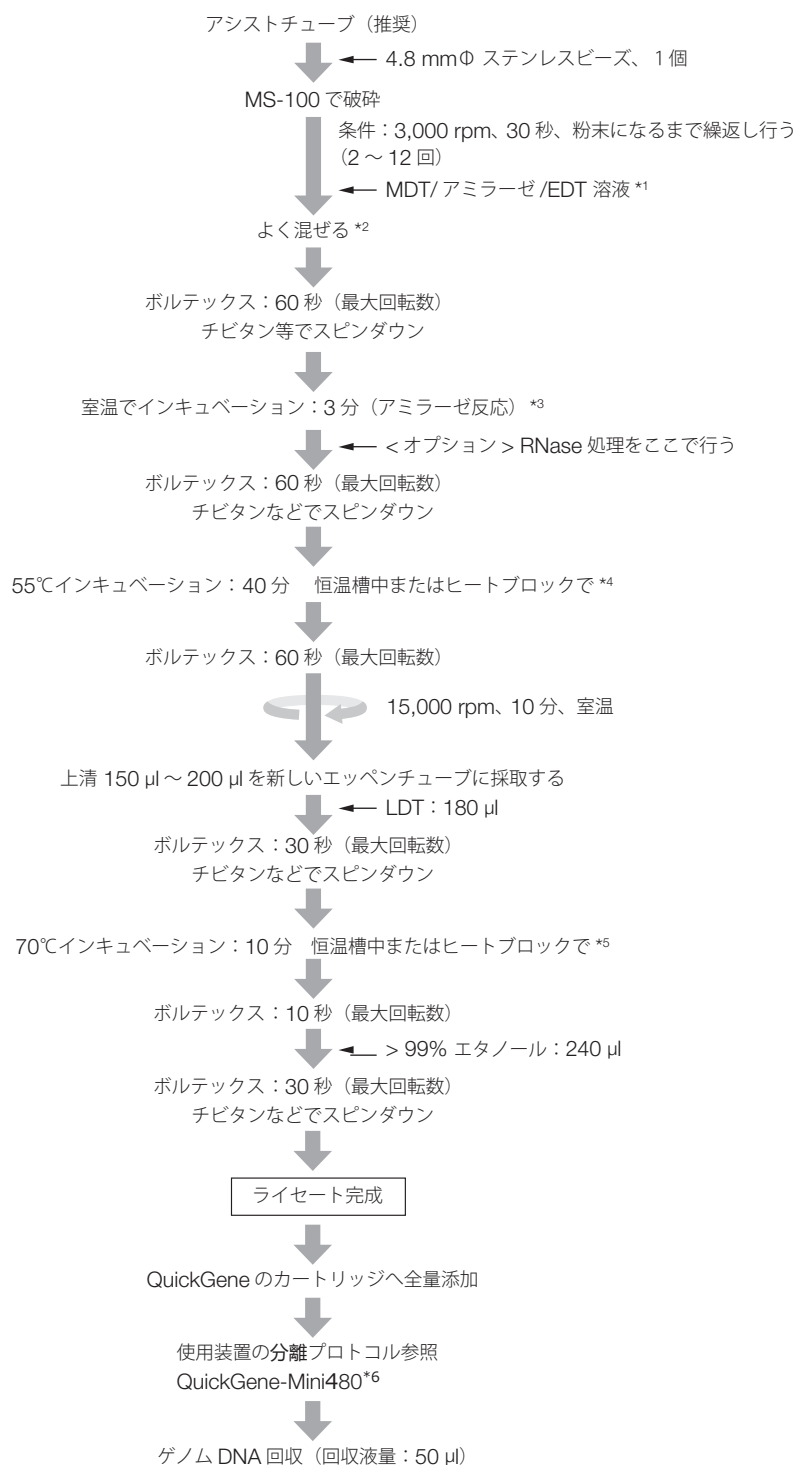 アシストチューブ（推奨）
4.8 mmΦ ステンレスビーズ、1個
MS-100 で破砕
条件：3,000 rpm、30 秒、粉末になるまで繰返し行う
（2 ～ 12 回）
MDT/ アミラーゼ /EDT 溶液 *1
よく混ぜる *2
ボルテックス：60 秒（最大回転数）
チビタン等でスピンダウン
室温でインキュベーション：3 分（アミラーゼ反応）*3
< オプション > RNase 処理をここで行う
ボルテックス：60 秒（最大回転数）
チビタンなどでスピンダウン
55℃インキュベーション：40 分　恒温槽中またはヒートブロックで *4
ボルテックス：60 秒（最大回転数）
15,000 rpm、10 分、室温
上清 150 µl ～ 200 µl を新しいエッペンチューブに採取する
LDT：180 µl
ボルテックス：30 秒（最大回転数）
チビタンなどでスピンダウン
70℃インキュベーション：10 分　恒温槽中またはヒートブロックで *5
ボルテックス：10 秒（最大回転数）
> 99% エタノール：240 µl
ボルテックス：30 秒（最大回転数）
チビタンなどでスピンダウン
ライセート完成
QuickGene のカートリッジへ全量添加
使用装置の分離プロトコル参照
QuickGene-Mini480*6
ゲノム DNA 回収（回収液量：50 µl）